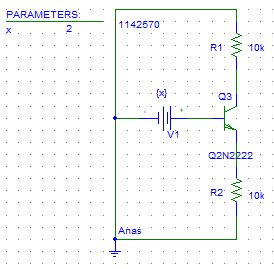 PARAMETERS:
x 2
1142570
R1 10k
{x}
Q3
V1
Q2N2222
R2 10k
Anas